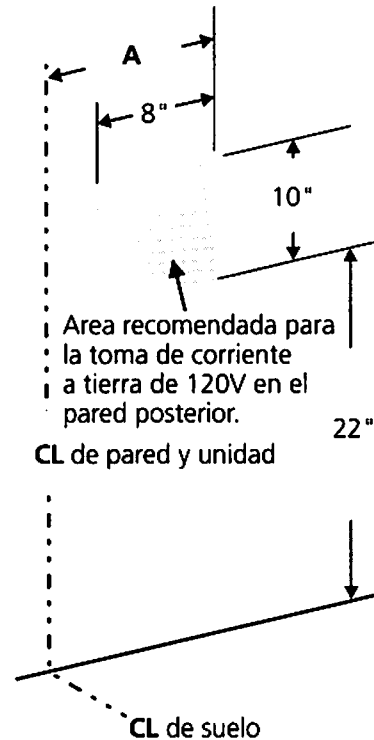 A
8"
10"
Area recomendada para
la toma de corriente
a tierra de 120V en el
pared posterior.
22"
CL de pared y unidad
CL de suelo